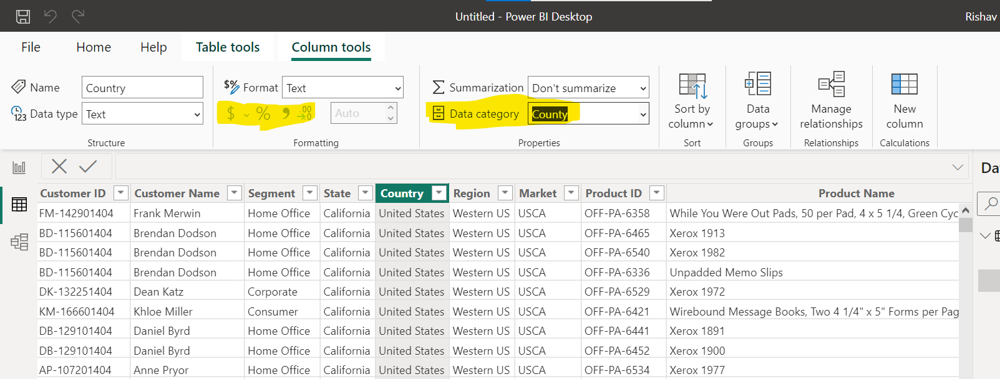 Untitled - Power BI Desktop
Rishav
File Home Help Table tools Column tools
Name Country $% Format Text Summarization Don't summarize
123 Data type Text $ % , .00 .0 Auto Data category County
Sort by column
Data groups
Manage relationships
New column
Structure Formatting Properties Sort Groups Relationships Calculations
Da
Customer ID Customer Name Segment State Country Region Market Product ID Product Name
FM-142901404 Frank Merwin Home Office California United States Western US USCA OFF-PA-6358 While You Were Out Pads, 50 per Pad, 4 x 5 1/4, Green Cyc
BD-115601404 Brendan Dodson Home Office California United States Western US USCA OFF-PA-6465 Xerox 1913
BD-115601404 Brendan Dodson Home Office California United States Western US USCA OFF-PA-6540 Xerox 1982
BD-115601404 Brendan Dodson Home Office California United States Western US USCA OFF-PA-6336 Unpadded Memo Slips
DK-132251404 Dean Katz Corporate California United States Western US USCA OFF-PA-6529 Xerox 1972
KM-166601404 Khloe Miller Consumer California United States Western US USCA OFF-PA-6421 Wirebound Message Books, Two 4 1/4" x 5" Forms per Pag
DB-129101404 Daniel Byrd Home Office California United States Western US USCA OFF-PA-6441 Xerox 1891
DB-129101404 Daniel Byrd Home Office California United States Western US USCA OFF-PA-6452 Xerox 1900
AP-107201404 Anne Pryor Home Office California United States Western US USCA OFF-PA-6534 Xerox 1977